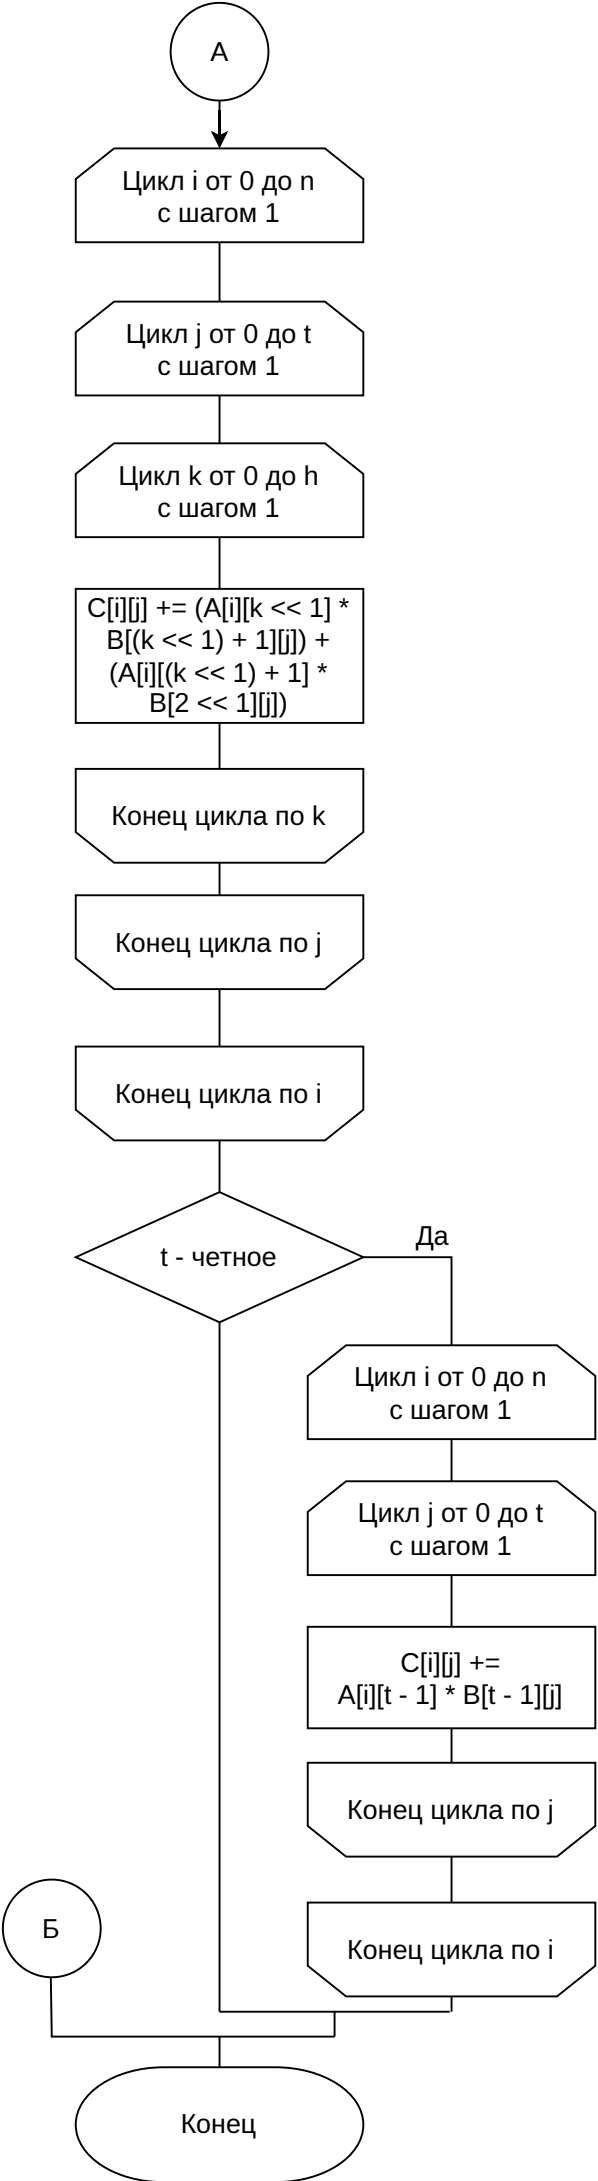 А
Цикл i от 0 до n
с шагом 1
Цикл j от 0 до t
с шагом 1
Цикл k от 0 до h
с шагом 1
C[i][j] += (A[i][k << 1] *
B[(k << 1) + 1][j]) +
(A[i][(k << 1) + 1] *
B[2 << 1][j])
Конец цикла по k
Конец цикла по j
Конец цикла по i
t - четное
Да
Цикл i от 0 до n
с шагом 1
Цикл j от 0 до t
с шагом 1
C[i][j] +=
A[i][t - 1] * B[t - 1][j]
Конец цикла по j
Конец цикла по i
Б
Конец